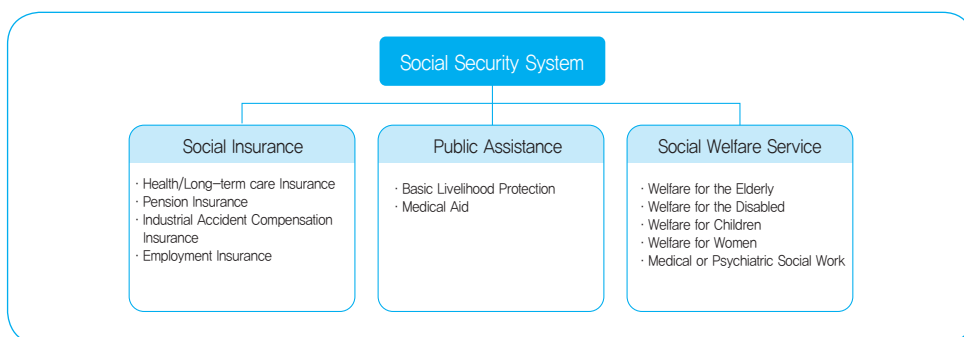 Social Security System
Social Insurance
· Health/Long-term care Insurance
· Pension Insurance
· Industrial Accident Compensation
Insurance
· Employment Insurance
Public Assistance
· Basic Livelihood Protection
· Medical Aid
Social Welfare Service
· Welfare for the Elderly
· Welfare for the Disabled
· Welfare for Children
· Welfare for Women
· Medical or Psychiatric Social Work